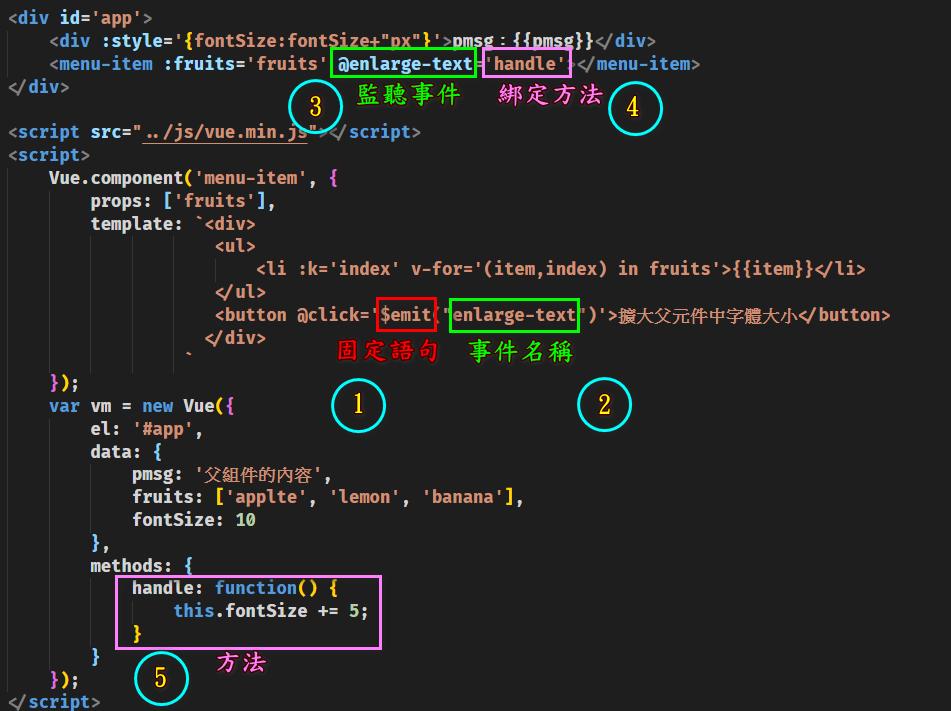 <div id='app'>
<div :style='{fontSize:fontSize+"px"}'>pmsg：{{pmsg}}</div>
<menu-item :fruits='fruits' @enlarge-text='handle'></menu-item>
</div>
監聽事件 綁定方法
3 4
<script src="../js/vue.min.js"></script>
<script>
Vue.component('menu-item', {
props: ['fruits'],
template: `<div>
<ul>
<li :k='index' v-for='(item,index) in fruits'>{{item}}</li>
</ul>
<button @click='$emit("enlarge-text")'>擴大父元件中字體大小</button>
</div>
固定語句 事件名稱
`
});
1 2
var vm = new Vue({
el: '#app',
data: {
pmsg: '父組件的內容',
fruits: ['applte', 'lemon', 'banana'],
fontSize: 10
},
methods: {
handle: function() {
this.fontSize += 5;
}
}
方法
5
});
</script>